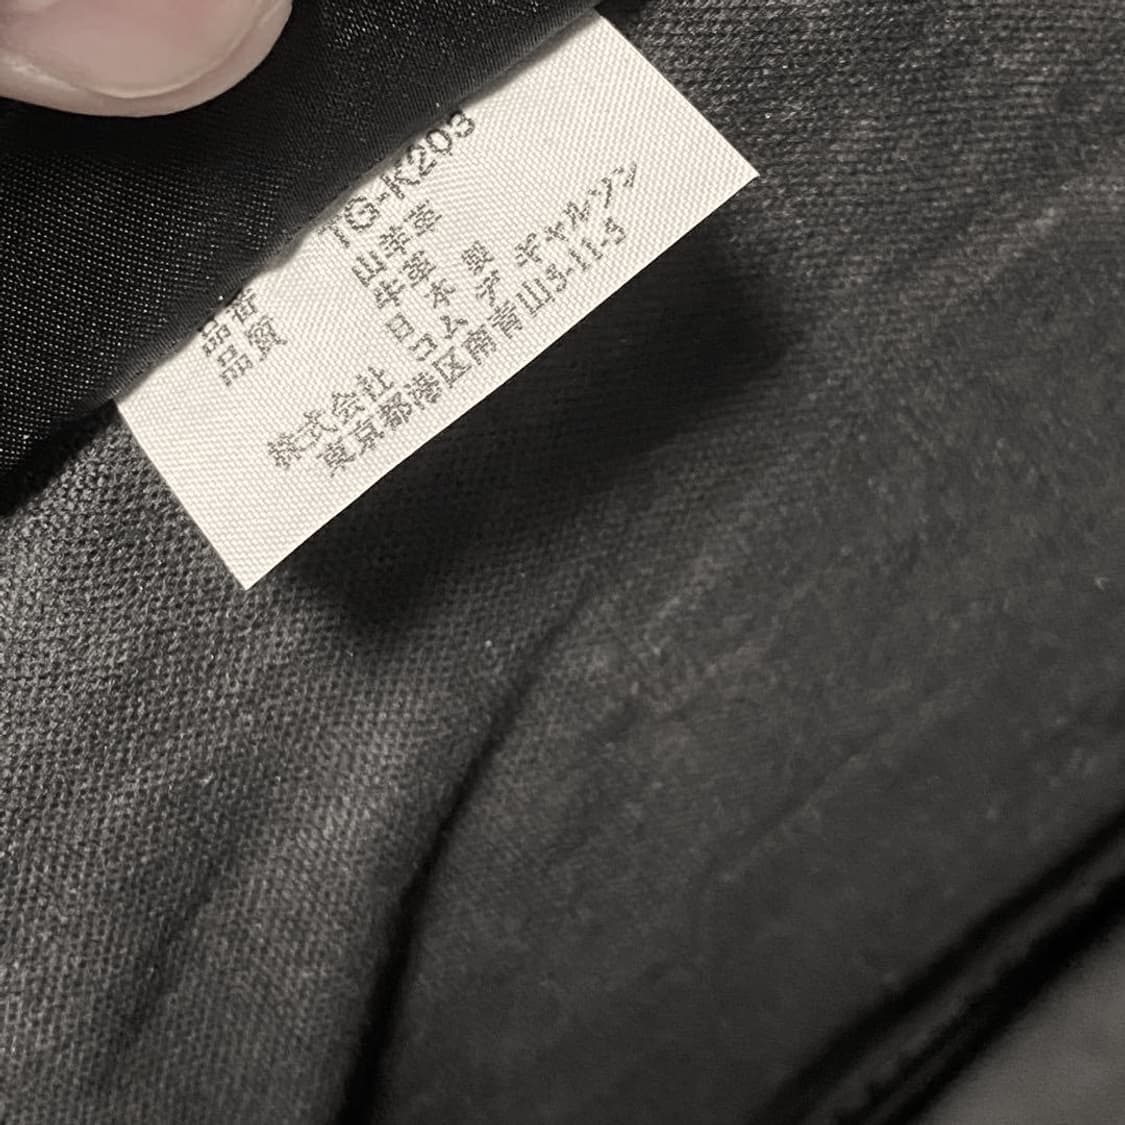 品番 TG-K203
品質 山羊革
牛革
日本製
株式会社 コム デ ギャルソン
東京都港区南青山5-11-5